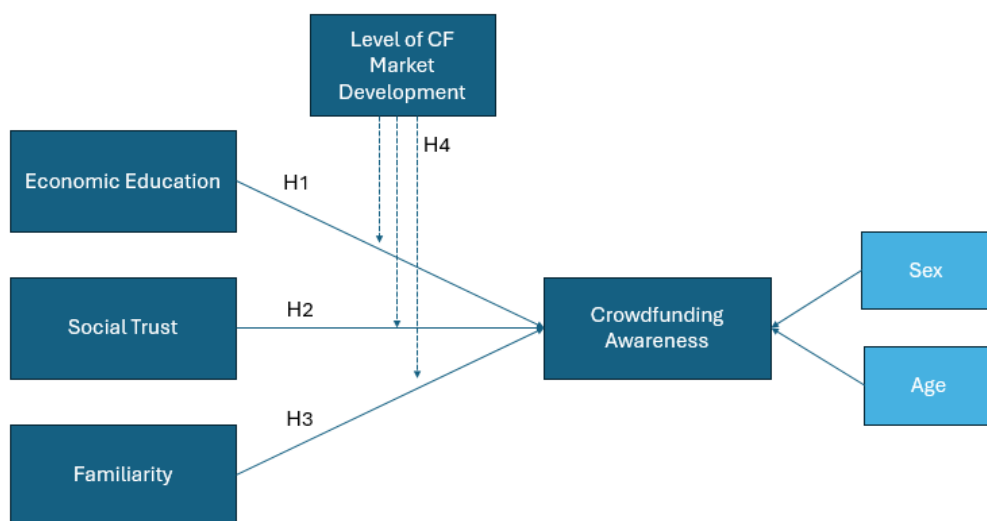 Level of CF
Market
Development
H4
Economic Education
H1
Sex
Social Trust
H2
Crowdfunding
Awareness
Age
H3
Familiarity